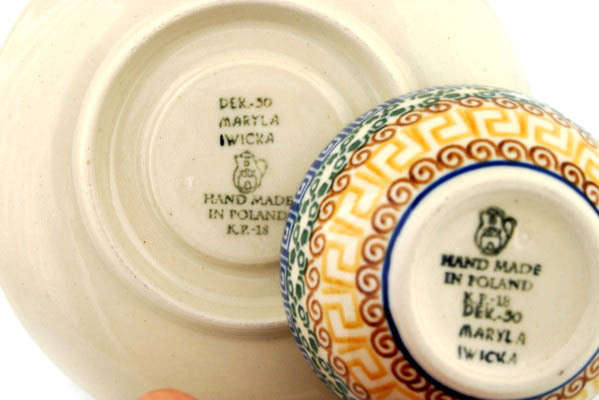 DEK.-30
MARYLA
IWICKA
HAND MADE
IN POLAND
K.P.-18
HAND MADE
IN POLAND
K.P.-18
DEK.-30
MARYLA
IWICKA